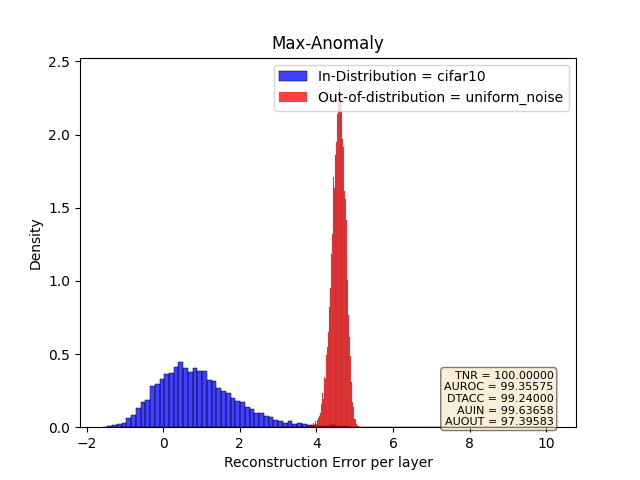 Max-Anomaly
In-Distribution = cifar10
Out-of-distribution = uniform_noise
2.5
2.0
1.5
1.0
0.5
0.0
Density
TNR = 100.00000
AUROC = 99.35575
DTACC = 99.24000
AUIN = 99.63658
AUOUT = 97.39583
−2 0 2 4 6 8 10
Reconstruction Error per layer